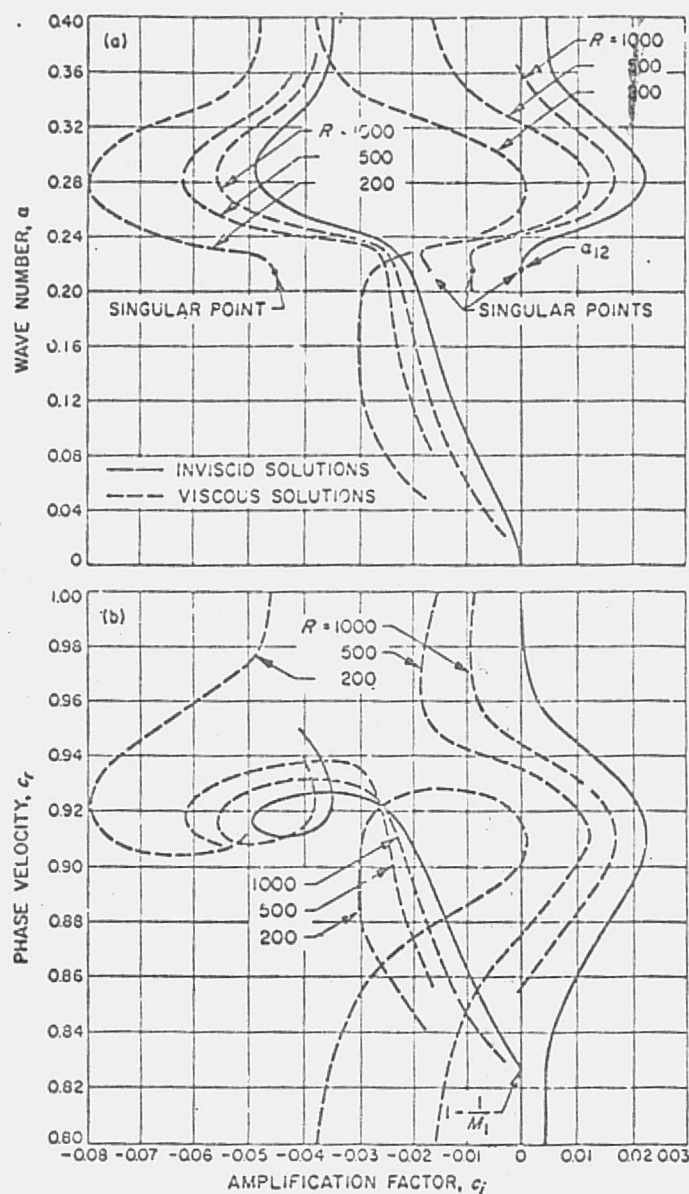 (a)
0.40
0.36
0.32
0.28
0.24
0.20
0.16
0.12
0.08
0.04
0
WAVE NUMBER, α
R = 1000
500
200
R = 1000
500
200
α12
SINGULAR POINT
SINGULAR POINTS
INVISCID SOLUTIONS
VISCOUS SOLUTIONS
(b)
1.00
0.98
0.96
0.94
0.92
0.90
0.88
0.86
0.84
0.82
0.80
PHASE VELOCITY, cr
R = 1000
500
200
1000
500
200
1 - 1/M1
-0.08 -0.07 -0.06 -0.05 -0.04 -0.03 -0.02 -0.01 0 0.01 0.02 0.03
AMPLIFICATION FACTOR, ci